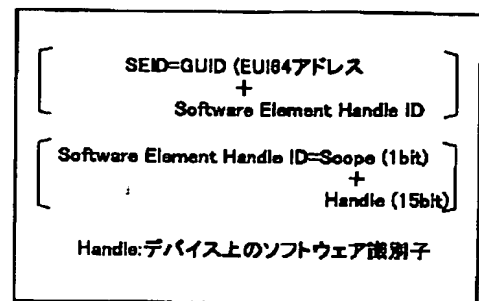 SEID=GUID (EUI64アドレス
+
Software Element Handle ID
Software Element Handle ID=Scope (1bit)
+
Handle (15bit)
Handle:デバイス上のソフトウェア識別子